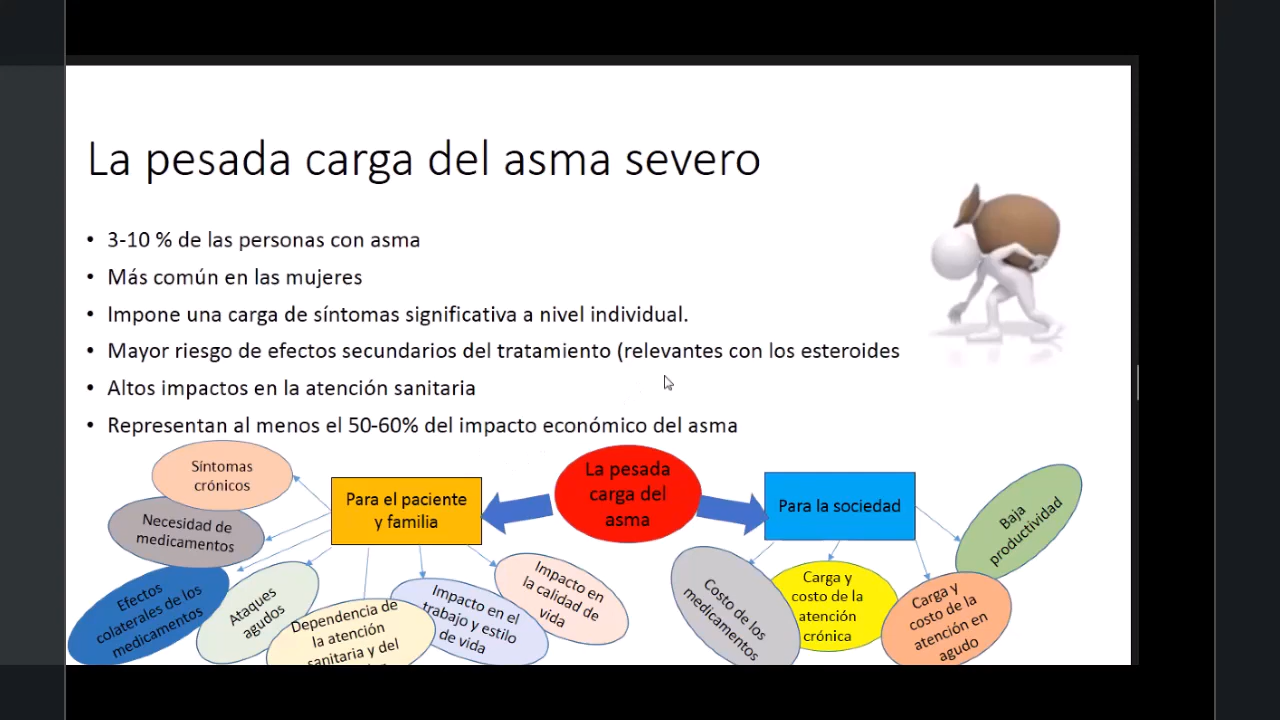 La pesada carga del asma severo
• 3-10 % de las personas con asma
• Más común en las mujeres
• Impone una carga de síntomas significativa a nivel individual.
• Mayor riesgo de efectos secundarios del tratamiento (relevantes con los esteroides
• Altos impactos en la atención sanitaria
• Representan al menos el 50-60% del impacto económico del asma
La pesada
carga del
asma
Para el paciente
y familia
Síntomas
crónicos
Necesidad de
medicamentos
Efectos
colaterales de los
medicamentos
Ataques
agudos
Dependencia de
la atención
sanitaria y del
Impacto en el
trabajo y estilo
de vida
Impacto en
la calidad de
vida
Para la sociedad
Costo de los
medicamentos
Carga y
costo de la
atención
crónica
Carga y
costo de la
atención en
agudo
Baja
productividad